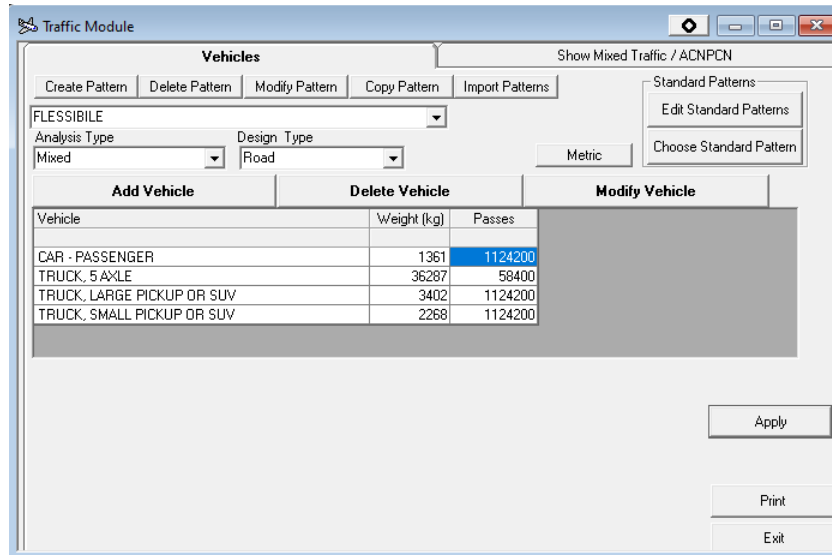 Traffic Module
Vehicles
Show Mixed Traffic / ACNPCN
Create Pattern Delete Pattern Modify Pattern Copy Pattern Import Patterns
Standard Patterns
Edit Standard Patterns
Choose Standard Pattern
FLESSIBILE
Analysis Type Design Type
Mixed Road Metric
Add Vehicle Delete Vehicle Modify Vehicle
Vehicle Weight (kg) Passes
CAR - PASSENGER 1361 1124200
TRUCK, 5 AXLE 36287 58400
TRUCK, LARGE PICKUP OR SUV 3402 1124200
TRUCK, SMALL PICKUP OR SUV 2268 1124200
Apply
Print
Exit